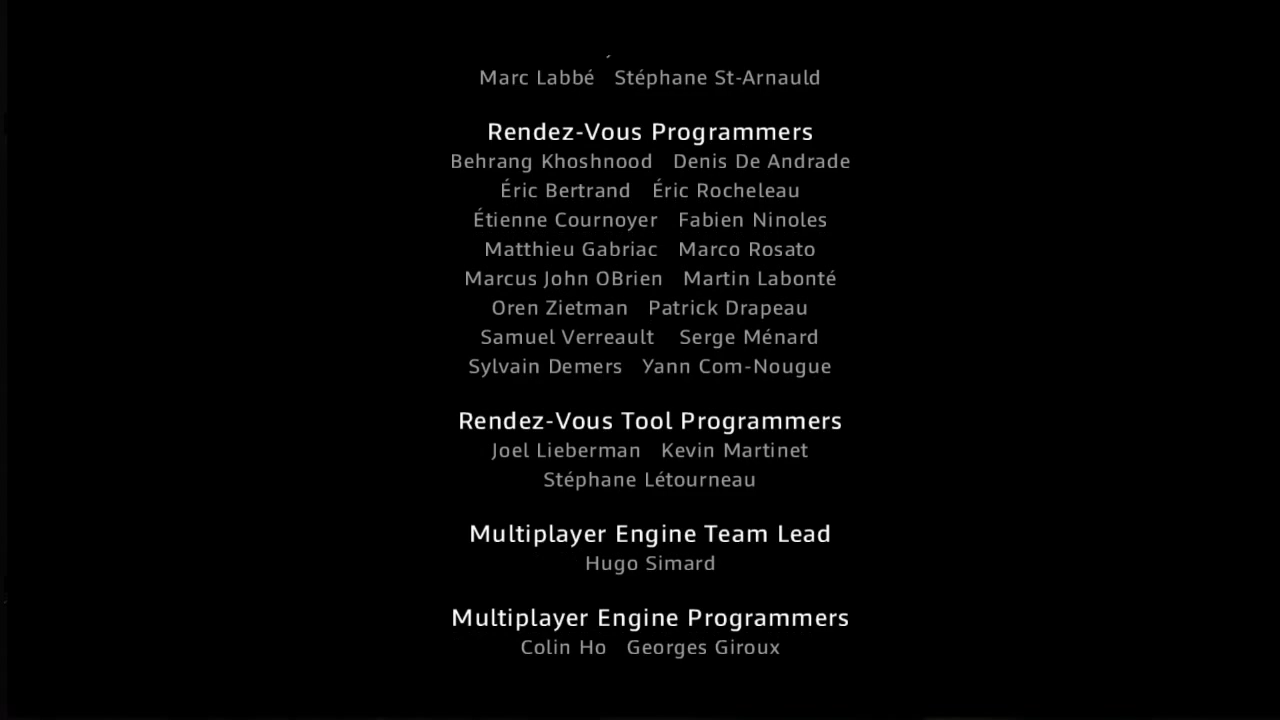 Marc Labbé Stéphane St-Arnauld
Rendez-Vous Programmers
Behrang Khoshnood Denis De Andrade
Éric Bertrand Éric Rocheleau
Étienne Cournoyer Fabien Ninoles
Matthieu Gabriac Marco Rosato
Marcus John OBrien Martin Labonté
Oren Zietman Patrick Drapeau
Samuel Verreault Serge Ménard
Sylvain Demers Yann Com-Nougue
Rendez-Vous Tool Programmers
Joel Lieberman Kevin Martinet
Stéphane Létourneau
Multiplayer Engine Team Lead
Hugo Simard
Multiplayer Engine Programmers
Colin Ho Georges Giroux